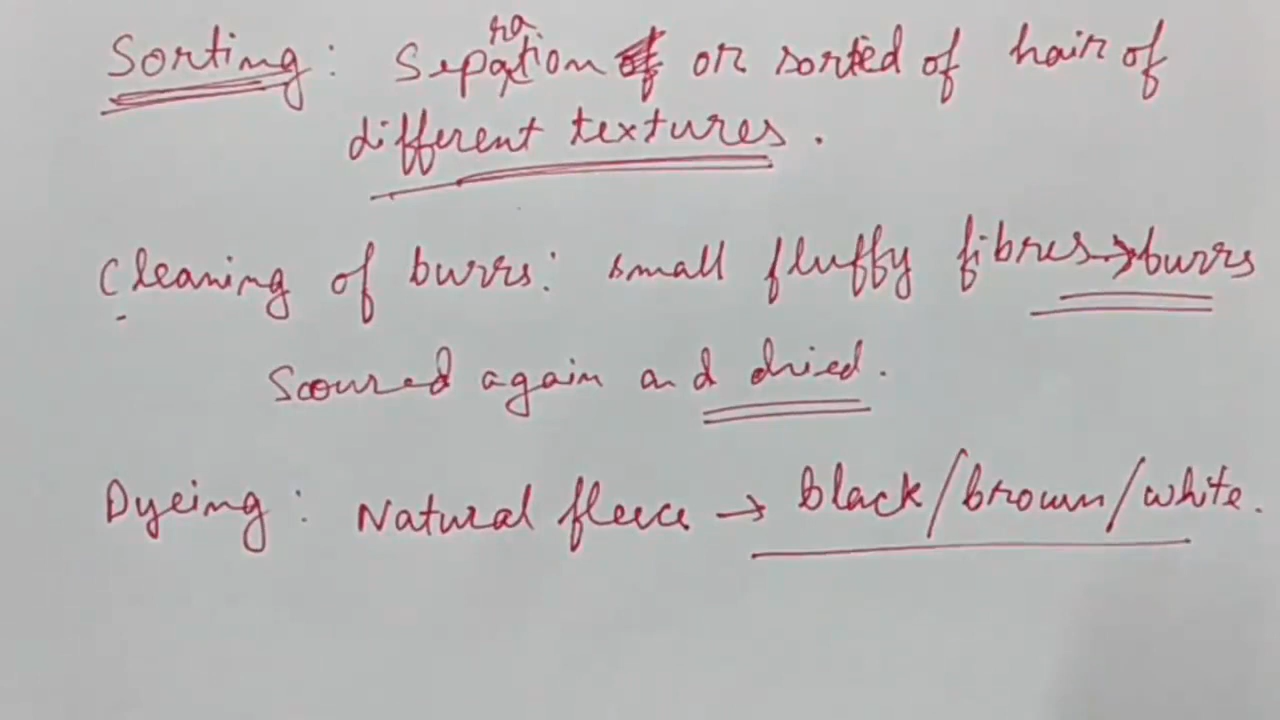 Sorting: Separation or sorted of hair of
different textures.
Cleaning of burrs: small fluffy fibres → burrs
Scoured again and dried.
Dyeing: Natural fleece → black/brown/white.